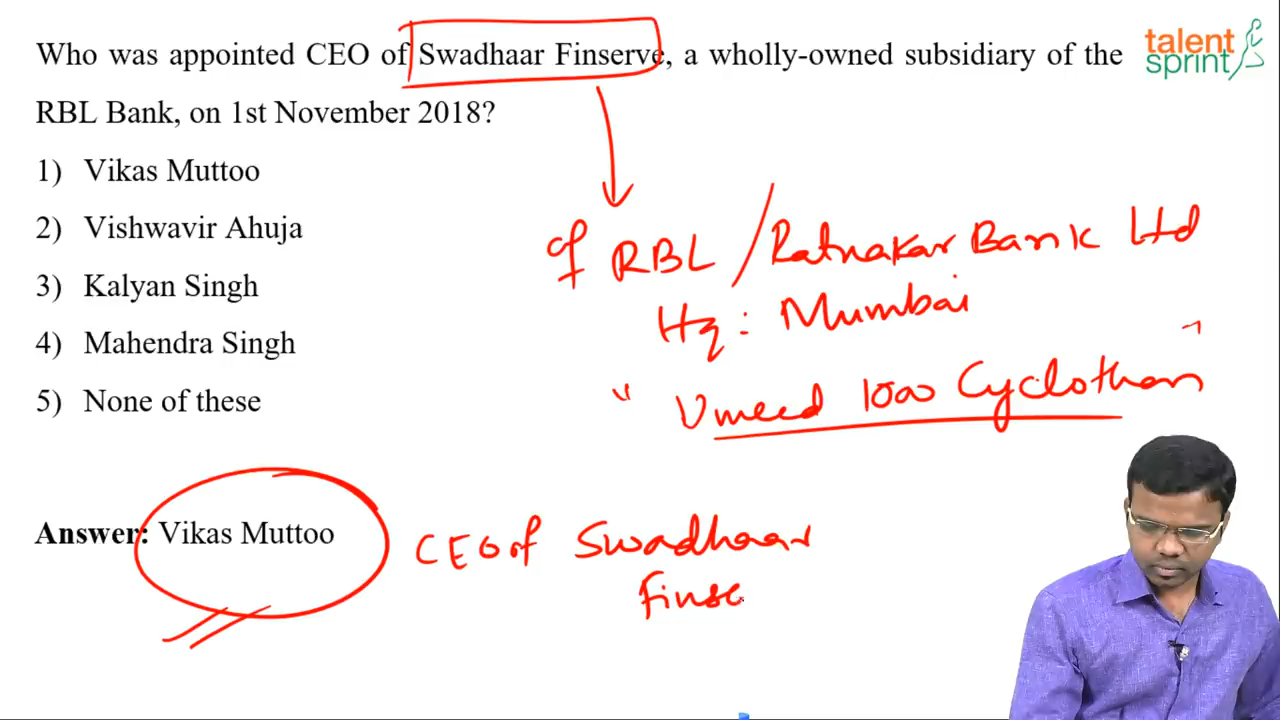 Who was appointed CEO of Swadhaar Finserve, a wholly-owned subsidiary of the
RBL Bank, on 1st November 2018?
1) Vikas Muttoo
2) Vishwavir Ahuja
3) Kalyan Singh
4) Mahendra Singh
5) None of these
Answer: Vikas Muttoo
talent
sprint
of RBL / Ratnakar Bank Ltd
Hq: Mumbai
" Umeed 1000 Cyclothon "
CEO of Swadhaar
Finse